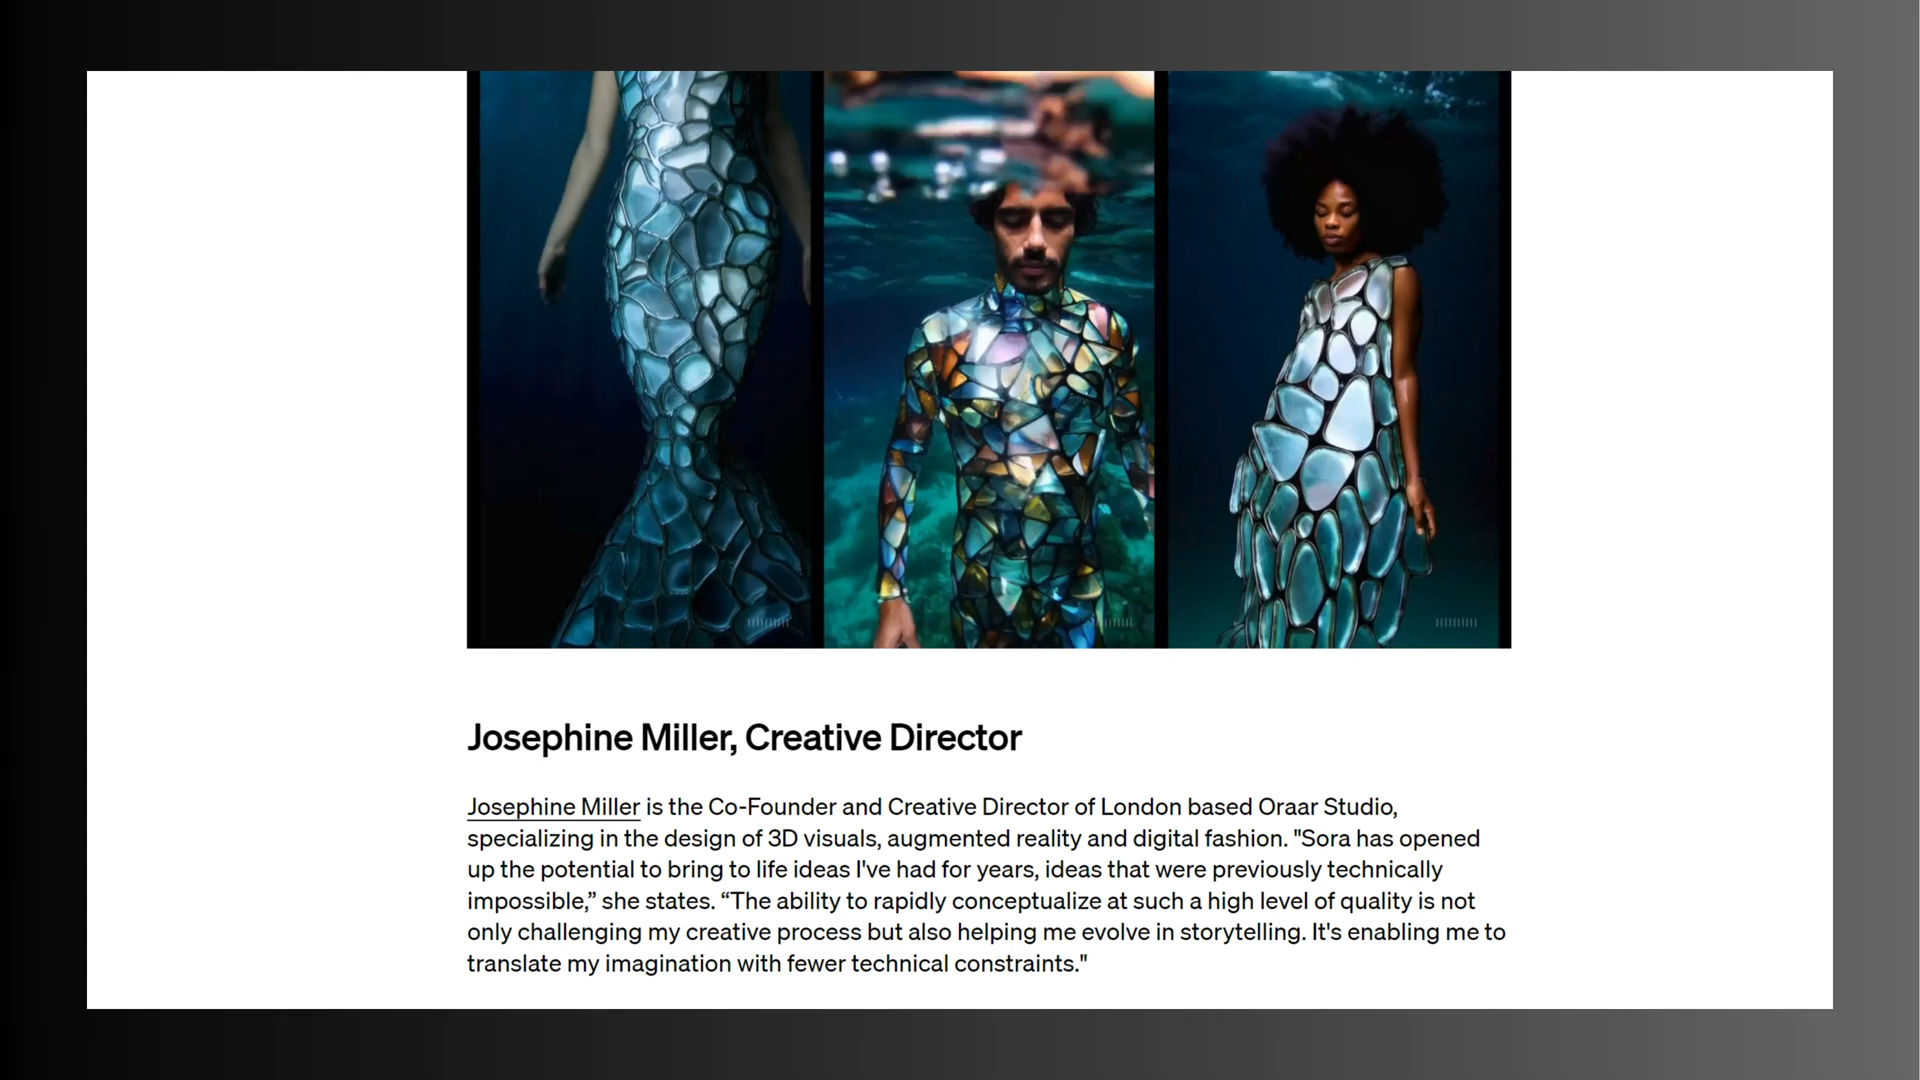 Josephine Miller, Creative Director
Josephine Miller is the Co-Founder and Creative Director of London based Oraar Studio,
specializing in the design of 3D visuals, augmented reality and digital fashion. "Sora has opened
up the potential to bring to life ideas I've had for years, ideas that were previously technically
impossible,” she states. “The ability to rapidly conceptualize at such a high level of quality is not
only challenging my creative process but also helping me evolve in storytelling. It's enabling me to
translate my imagination with fewer technical constraints."